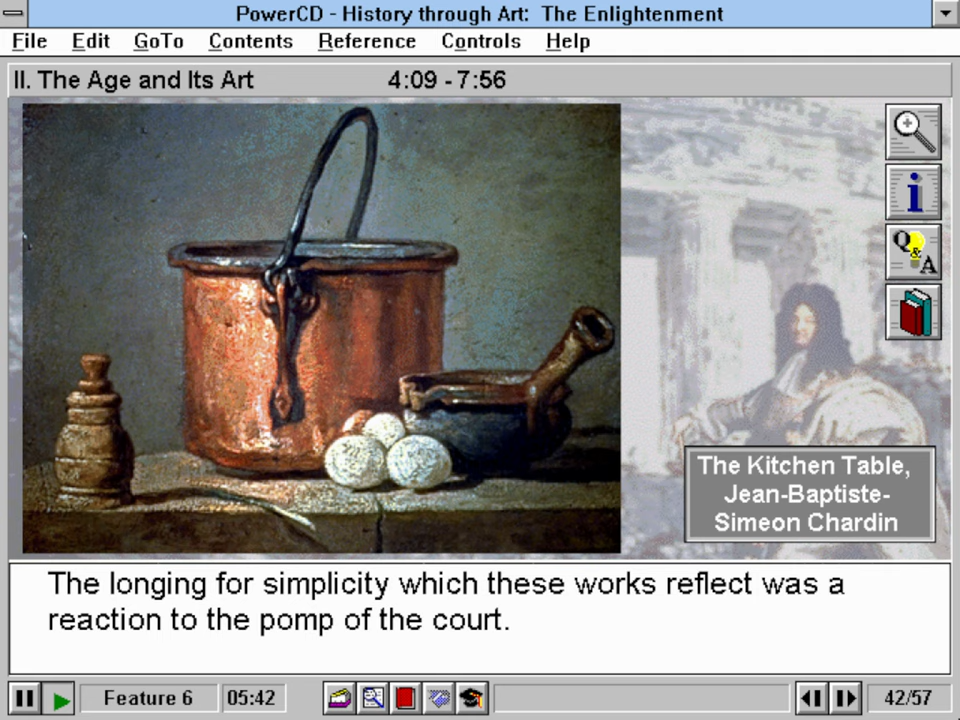 PowerCD - History through Art: The Enlightenment
File Edit GoTo Contents Reference Controls Help
II. The Age and Its Art 4:09 - 7:56
i
Q & A
The Kitchen Table,
Jean-Baptiste-
Simeon Chardin
The longing for simplicity which these works reflect was a
reaction to the pomp of the court.
Feature 6 05:42 42/57